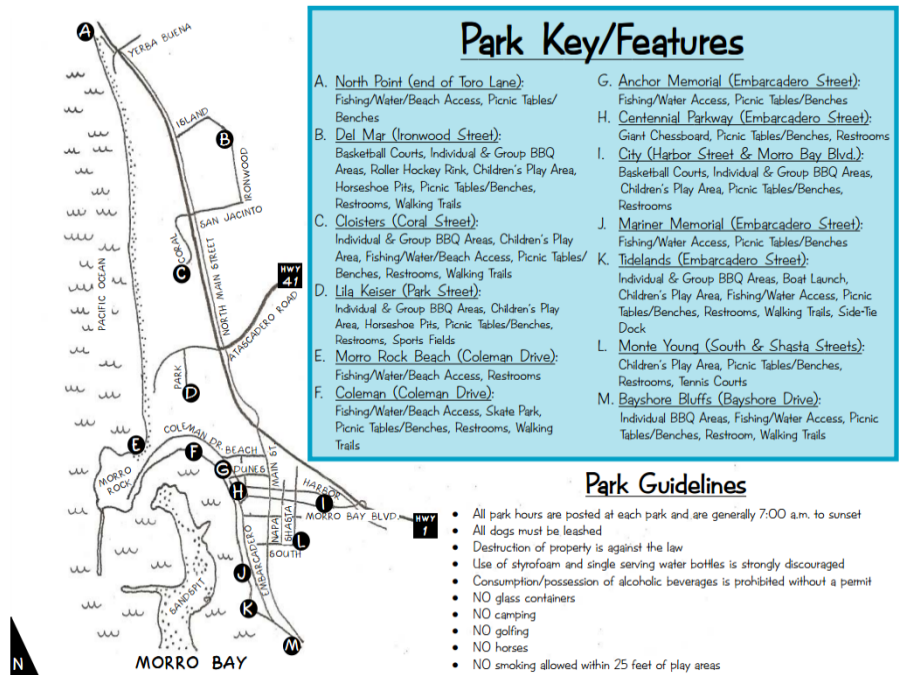 A
YERBA BUENA
ISLAND
B
IRONWOOD
SAN JACINTO
CORAL
C
HWY
41
PACIFIC OCEAN
NORTH MAIN STREET
ATASCADERO ROAD
PARK
D
E
COLEMAN DR.
F
BEACH
MORRO
ROCK
G
DUNES
MAIN ST
H
HARBOR
I
MORRO BAY BLVD.
HWY
1
NAPA
SHASTA
L
SOUTH
EMBARCADERO
J
SANDSPIT
K
M
N
MORRO BAY
Park Key/Features
A. North Point (end of Toro Lane):
Fishing/Water/Beach Access, Picnic Tables/
Benches
B. Del Mar (Ironwood Street):
Basketball Courts, Individual & Group BBQ
Areas, Roller Hockey Rink, Children's Play Area,
Horseshoe Pits, Picnic Tables/Benches,
Restrooms, Walking Trails
C. Cloisters (Coral Street):
Individual & Group BBQ Areas, Children's Play
Area, Fishing/Water/Beach Access, Picnic Tables/
Benches, Restrooms, Walking Trails
D. Lila Keiser (Park Street):
Individual & Group BBQ Areas, Children's Play
Area, Horseshoe Pits, Picnic Tables/Benches,
Restrooms, Sports Fields
E. Morro Rock Beach (Coleman Drive):
Fishing/Water/Beach Access, Restrooms
F. Coleman (Coleman Drive):
Fishing/Water/Beach Access, Skate Park,
Picnic Tables/Benches, Restrooms, Walking
Trails
G. Anchor Memorial (Embarcadero Street):
Fishing/Water Access, Picnic Tables/Benches
H. Centennial Parkway (Embarcadero Street):
Giant Chessboard, Picnic Tables/Benches, Restrooms
I. City (Harbor Street & Morro Bay Blvd.):
Basketball Courts, Individual & Group BBQ Areas,
Children's Play Area, Picnic Tables/Benches,
Restrooms
J. Mariner Memorial (Embarcadero Street):
Fishing/Water Access, Picnic Tables/Benches
K. Tidelands (Embarcadero Street):
Individual & Group BBQ Areas, Boat Launch,
Children's Play Area, Fishing/Water Access, Picnic
Tables/Benches, Restrooms, Walking Trails, Side-Tie
Dock
L. Monte Young (South & Shasta Streets):
Children's Play Area, Picnic Tables/Benches,
Restrooms, Tennis Courts
M. Bayshore Bluffs (Bayshore Drive):
Individual BBQ Areas, Fishing/Water Access, Picnic
Tables/Benches, Restroom, Walking Trails
Park Guidelines
• All park hours are posted at each park and are generally 7:00 a.m. to sunset
• All dogs must be leashed
• Destruction of property is against the law
• Use of styrofoam and single serving water bottles is strongly discouraged
• Consumption/possession of alcoholic beverages is prohibited without a permit
• NO glass containers
• NO camping
• NO golfing
• NO horses
• NO smoking allowed within 25 feet of play areas